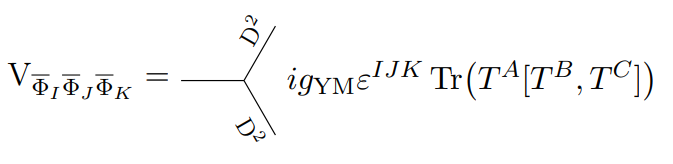 V_{\overline{\Phi}_I \overline{\Phi}_J \overline{\Phi}_K} = D^2 D^2 i g_{YM} \varepsilon^{IJK} Tr(T^A[T^B, T^C])